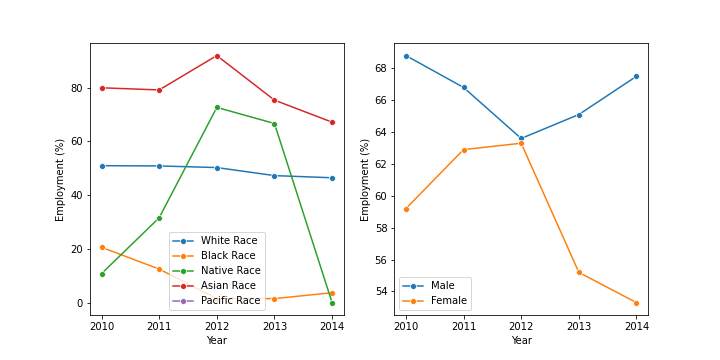 Employment (%)
80
60
40
20
0
2010 2011 2012 2013 2014
Year
White Race
Black Race
Native Race
Asian Race
Pacific Race
Employment (%)
68
66
64
62
60
58
56
54
2010 2011 2012 2013 2014
Year
Male
Female